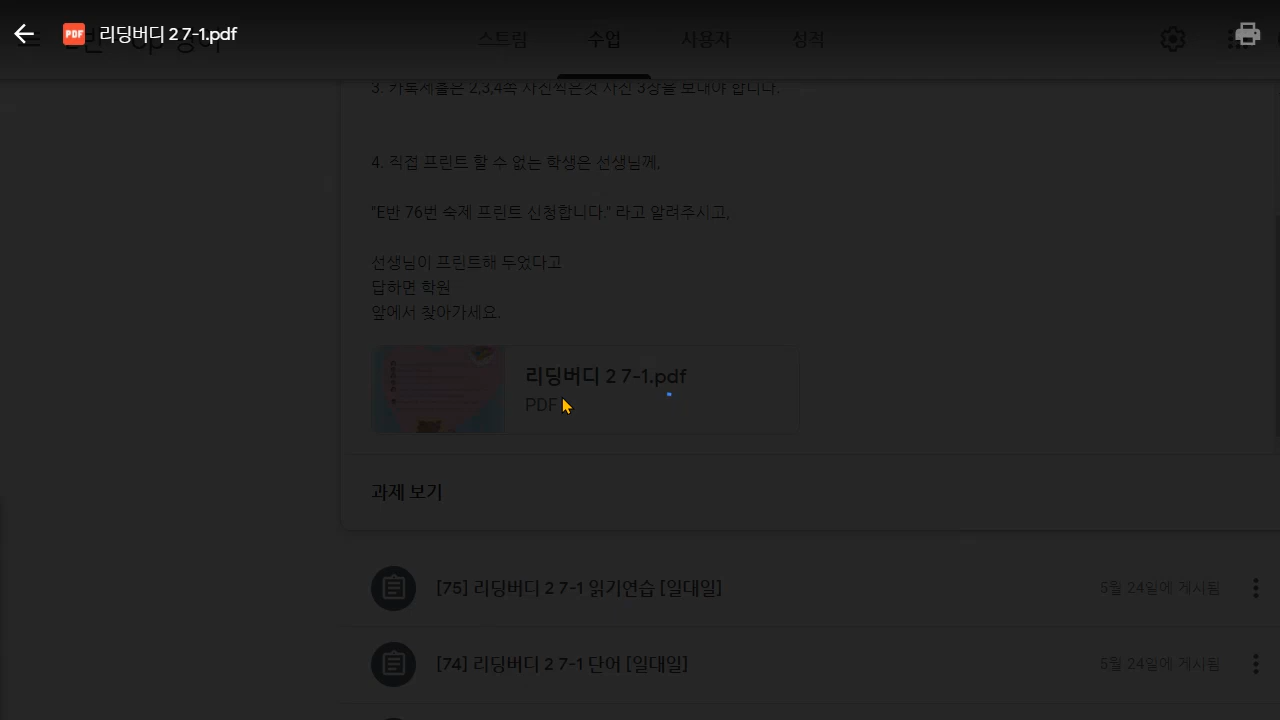 PDF 리딩버디 2 7-1.pdf
스트림 수업 사용자 성적
3. 카톡제출은 2,3,4쪽 사진찍은것 사진 3장을 보내야 합니다.
4. 직접 프린트 할 수 없는 학생은 선생님께,
"E반 76번 숙제 프린트 신청합니다." 라고 알려주시고,
선생님이 프린트해 두었다고
답하면 학원
앞에서 찾아가세요.
리딩버디 2 7-1.pdf
PDF
과제 보기
[75] 리딩버디 2 7-1 읽기연습 [일대일] 5월 24일에 게시됨
[74] 리딩버디 2 7-1 단어 [일대일] 5월 24일에 게시됨